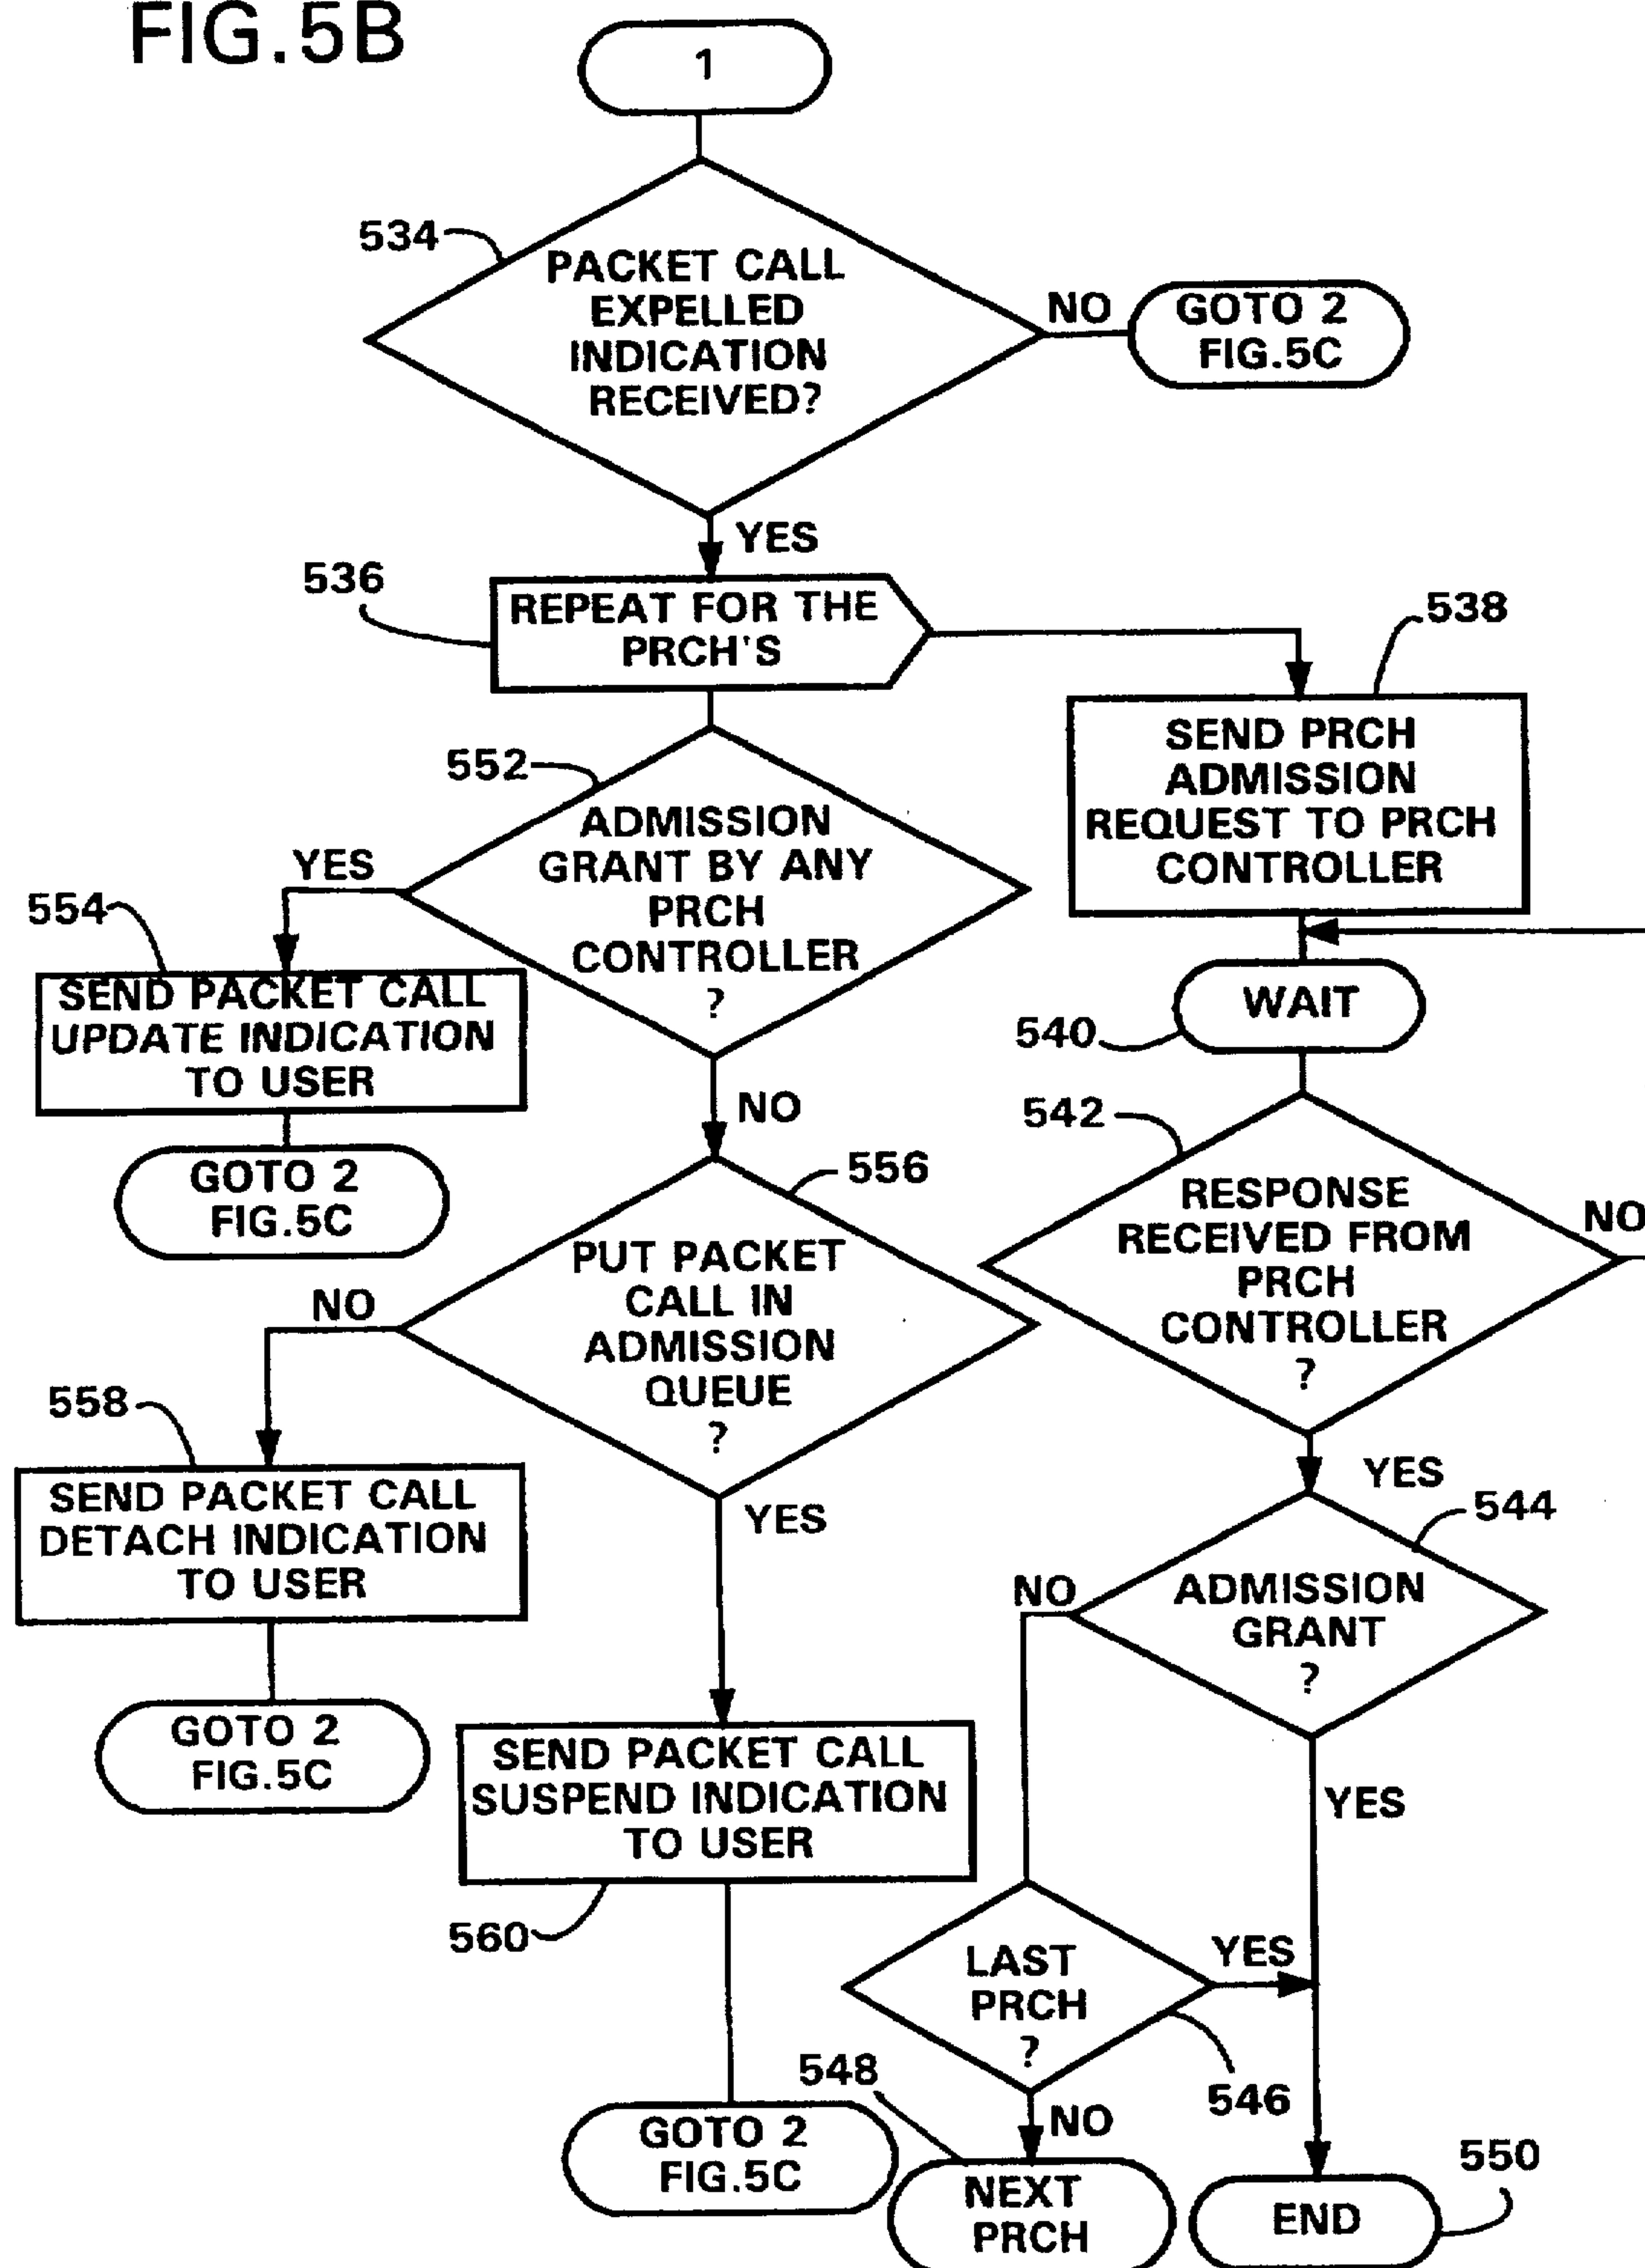 FIG.5B
1
534
PACKET CALL
EXPELLED
INDICATION
RECEIVED?
NO
GOTO 2
FIG.5C
YES
536
REPEAT FOR THE
PRCH'S
538
SEND PRCH
ADMISSION
REQUEST TO PRCH
CONTROLLER
552
ADMISSION
GRANT BY ANY
PRCH
CONTROLLER
?
YES
554
SEND PACKET CALL
UPDATE INDICATION
TO USER
GOTO 2
FIG.5C
NO
WAIT
540
542
RESPONSE
RECEIVED FROM
PRCH
CONTROLLER
?
NO
YES
556
PUT PACKET
CALL IN
ADMISSION
QUEUE
?
NO
558
SEND PACKET CALL
DETACH INDICATION
TO USER
GOTO 2
FIG.5C
YES
SEND PACKET CALL
SUSPEND INDICATION
TO USER
560
GOTO 2
FIG.5C
544
ADMISSION
GRANT
?
NO
YES
LAST
PRCH
?
YES
546
NO
548
NEXT
PRCH
END
550